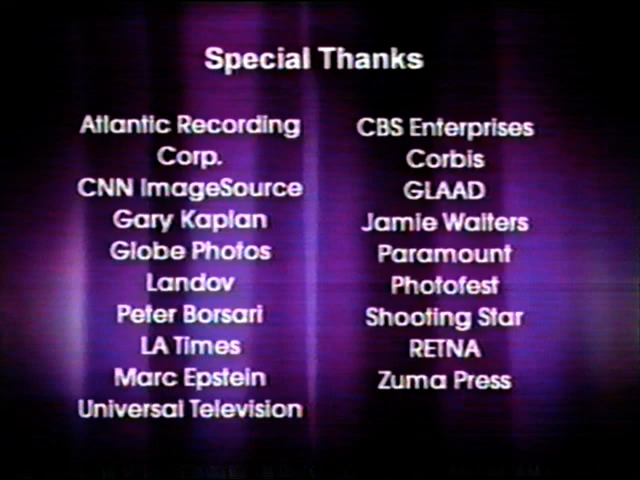 Special Thanks
Atlantic Recording
Corp.
CNN ImageSource
Gary Kaplan
Globe Photos
Landov
Peter Borsari
LA Times
Marc Epstein
Universal Television
CBS Enterprises
Corbis
GLAAD
Jamie Walters
Paramount
Photofest
Shooting Star
RETNA
Zuma Press